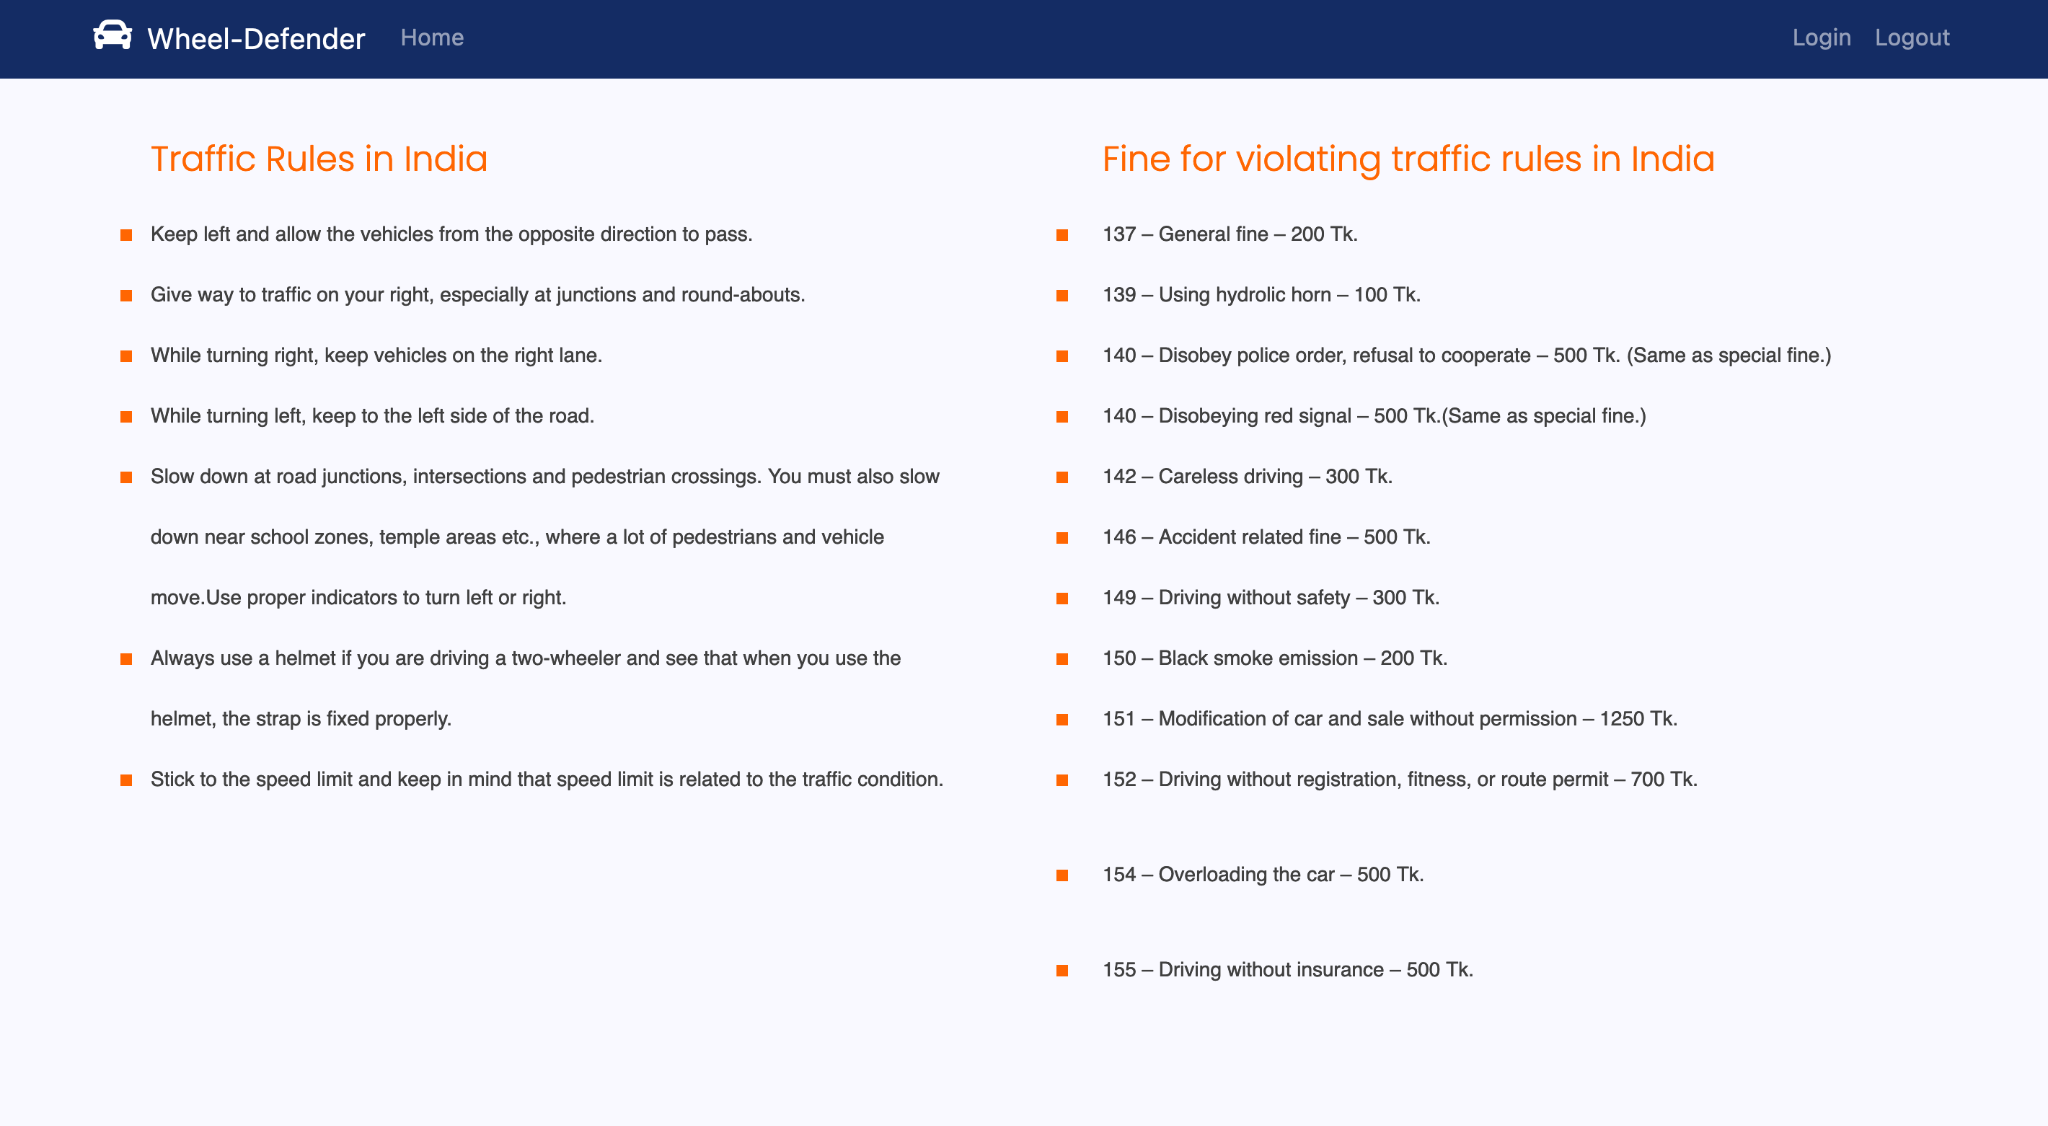 Wheel-Defender Home Login Logout
Traffic Rules in India
Keep left and allow the vehicles from the opposite direction to pass.
Give way to traffic on your right, especially at junctions and round-abouts.
While turning right, keep vehicles on the right lane.
While turning left, keep to the left side of the road.
Slow down at road junctions, intersections and pedestrian crossings. You must also slow
down near school zones, temple areas etc., where a lot of pedestrians and vehicle
move.Use proper indicators to turn left or right.
Always use a helmet if you are driving a two-wheeler and see that when you use the
helmet, the strap is fixed properly.
Stick to the speed limit and keep in mind that speed limit is related to the traffic condition.
Fine for violating traffic rules in India
137 – General fine – 200 Tk.
139 – Using hydrolic horn – 100 Tk.
140 – Disobey police order, refusal to cooperate – 500 Tk. (Same as special fine.)
140 – Disobeying red signal – 500 Tk.(Same as special fine.)
142 – Careless driving – 300 Tk.
146 – Accident related fine – 500 Tk.
149 – Driving without safety – 300 Tk.
150 – Black smoke emission – 200 Tk.
151 – Modification of car and sale without permission – 1250 Tk.
152 – Driving without registration, fitness, or route permit – 700 Tk.
154 – Overloading the car – 500 Tk.
155 – Driving without insurance – 500 Tk.